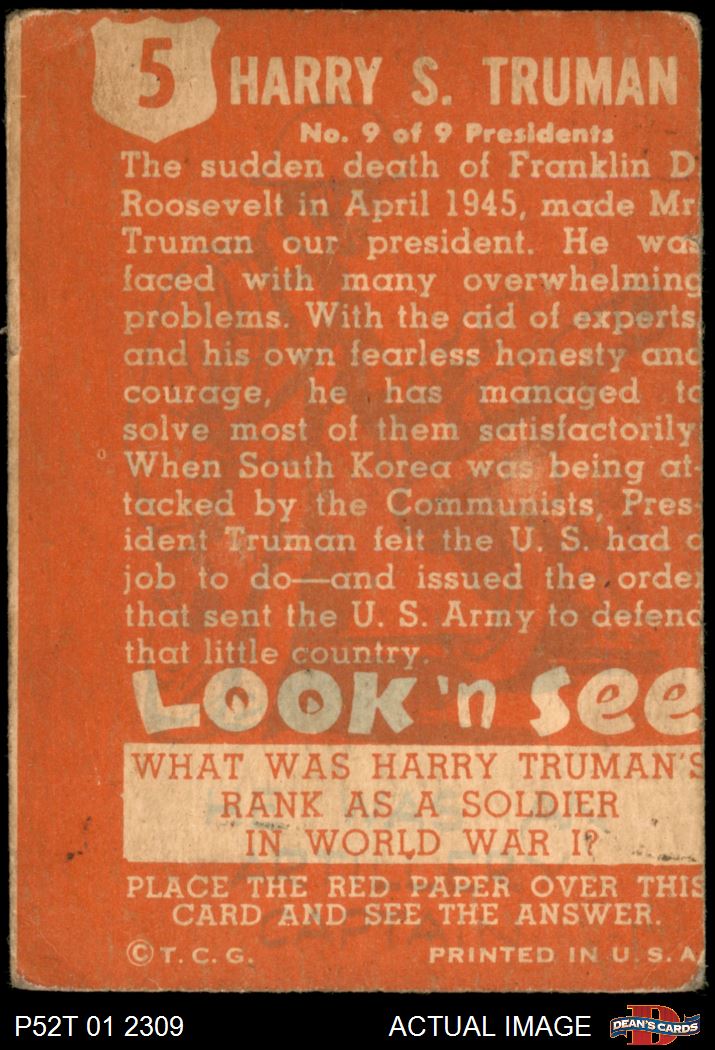 5
HARRY S. TRUMAN
No. 9 of 9 Presidents
The sudden death of Franklin D
Roosevelt in April 1945, made Mr
Truman our president. He was
faced with many overwhelming
problems. With the aid of experts,
and his own fearless honesty and
courage, he has managed to
solve most of them satisfactorily
When South Korea was being at-
tacked by the Communists, Pres-
ident Truman felt the U. S. had a
job to do—and issued the order
that sent the U. S. Army to defend
that little country.
LOOK 'n SEE
WHAT WAS HARRY TRUMAN'S
RANK AS A SOLDIER
IN WORLD WAR I?
PLACE THE RED PAPER OVER THIS
CARD AND SEE THE ANSWER.
© T. C. G. PRINTED IN U. S. A
P52T 01 2309 ACTUAL IMAGE DEAN'S CARDS